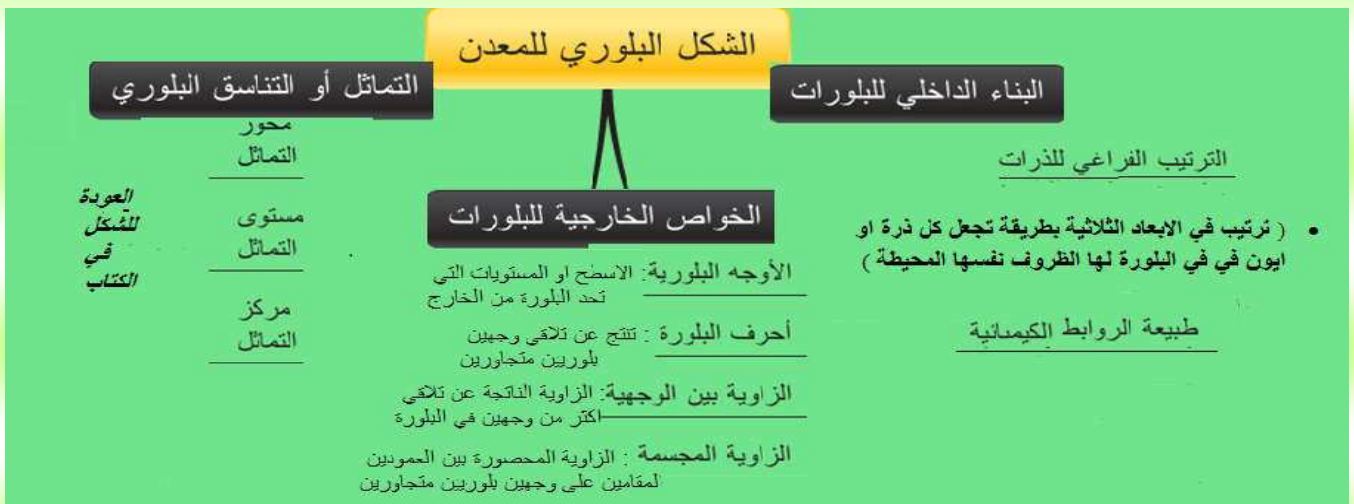 الشكل البلوري للمعدن
البناء الداخلي للبلورات
الترتيب الفراغي للذرات
• ( ترتيب في الابعاد الثلاثية بطريقة تجعل كل ذرة او
ايون في في البلورة لها الظروف نفسها المحيطة )
طبيعة الروابط الكيميائية
الخواص الخارجية للبلورات
الأوجه البلورية: الاسطح او المستويات التي
تحد البلورة من الخارج
أحرف البلورة : تنتج عن تلاقي وجهين
بلوريين متجاورين
الزاوية بين الوجهية: الزاوية الناتجة عن تلاقي
اكثر من وجهين في البلورة
الزاوية المجسمة : الزاوية المحصورة بين العمودين
لمقامين على وجهين بلوريين متجاورين
التماثل أو التناسق البلوري
محور
التماثل
مستوى
التماثل
مركز
التماثل
العودة
للشكل
في
الكتاب